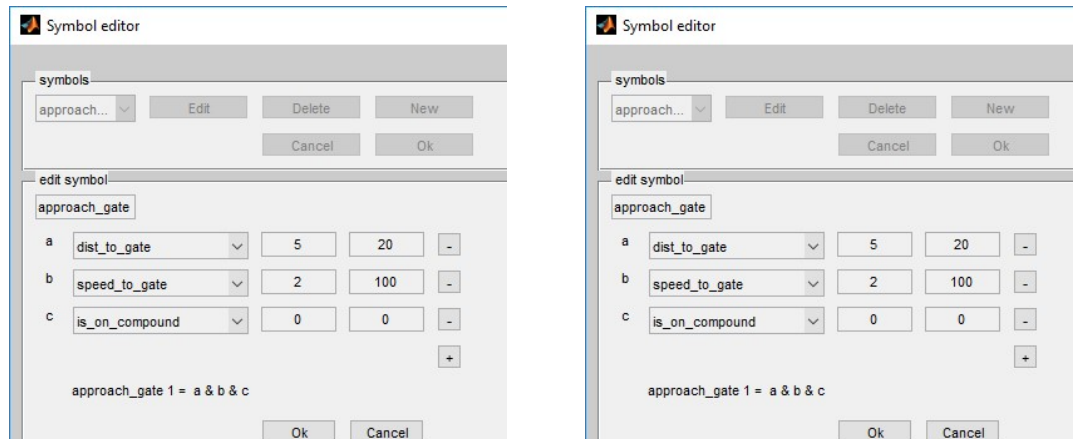 Symbol editor
symbols
approach... Edit Delete New
Cancel Ok
edit symbol
approach_gate
a dist_to_gate 5 20 -
b speed_to_gate 2 100 -
c is_on_compound 0 0 -
+
approach_gate 1 = a & b & c
Ok Cancel
Symbol editor
symbols
approach... Edit Delete New
Cancel Ok
edit symbol
approach_gate
a dist_to_gate 5 20 -
b speed_to_gate 2 100 -
c is_on_compound 0 0 -
+
approach_gate 1 = a & b & c
Ok Cancel